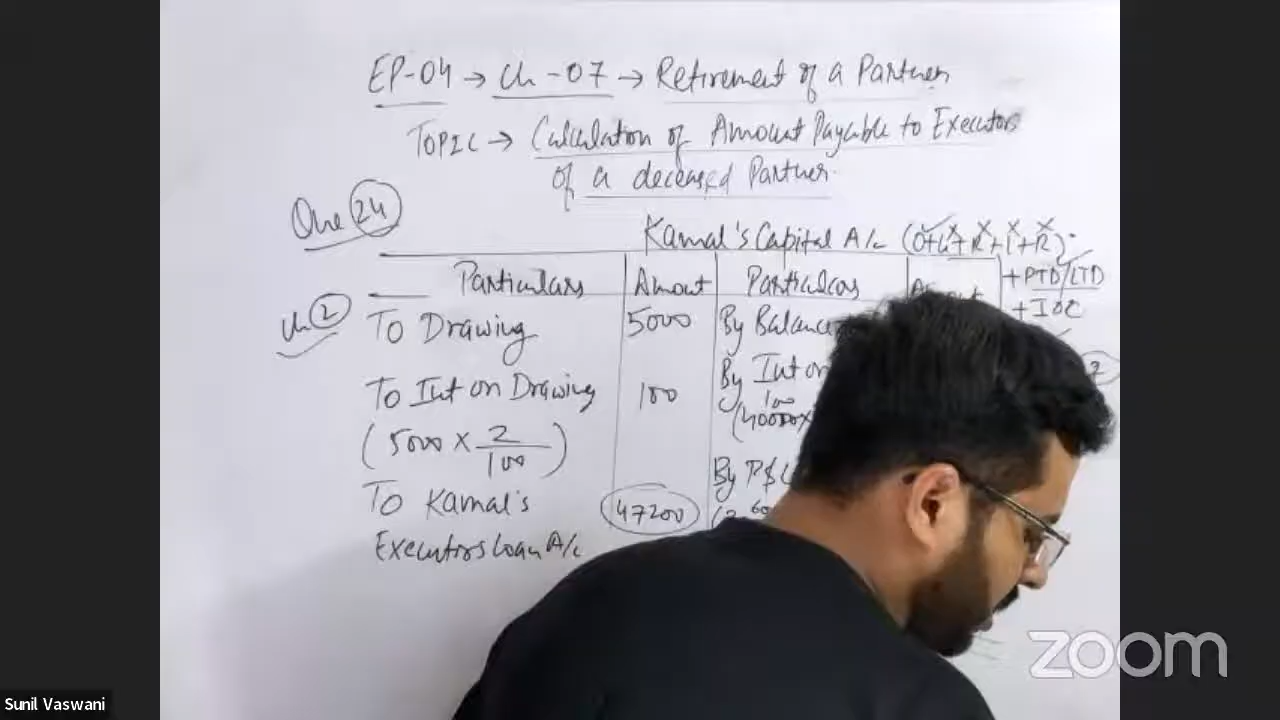 EP-04 → Ch-07 → Retirement of a Partner
TOPIC → Calculation of Amount Payable to Executors
of a deceased Partner.
Que 24
Kamal's Capital A/c (O+G+R+I+R).
Particulars Amount Particulars
+PTD/LTD
+IOC
Ch 2
To Drawing 5000 By Balance
To Int on Drawing 100 By Int on
(5000 × 2/100)
(40000×
100
By P&L
To Kamal's 47200
Executors Loan A/c
zoom
Sunil Vaswani